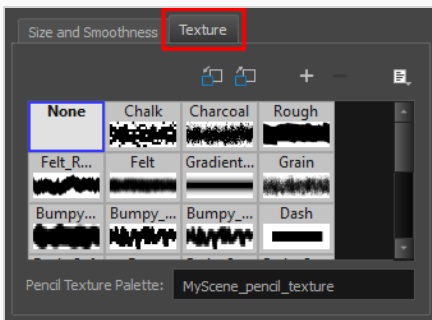 Size and Smoothness Texture
None Chalk Charcoal Rough
Felt_R... Felt Gradient... Grain
Bumpy... Bumpy_... Bumpy_... Dash
Pencil Texture Palette: MyScene_pencil_texture